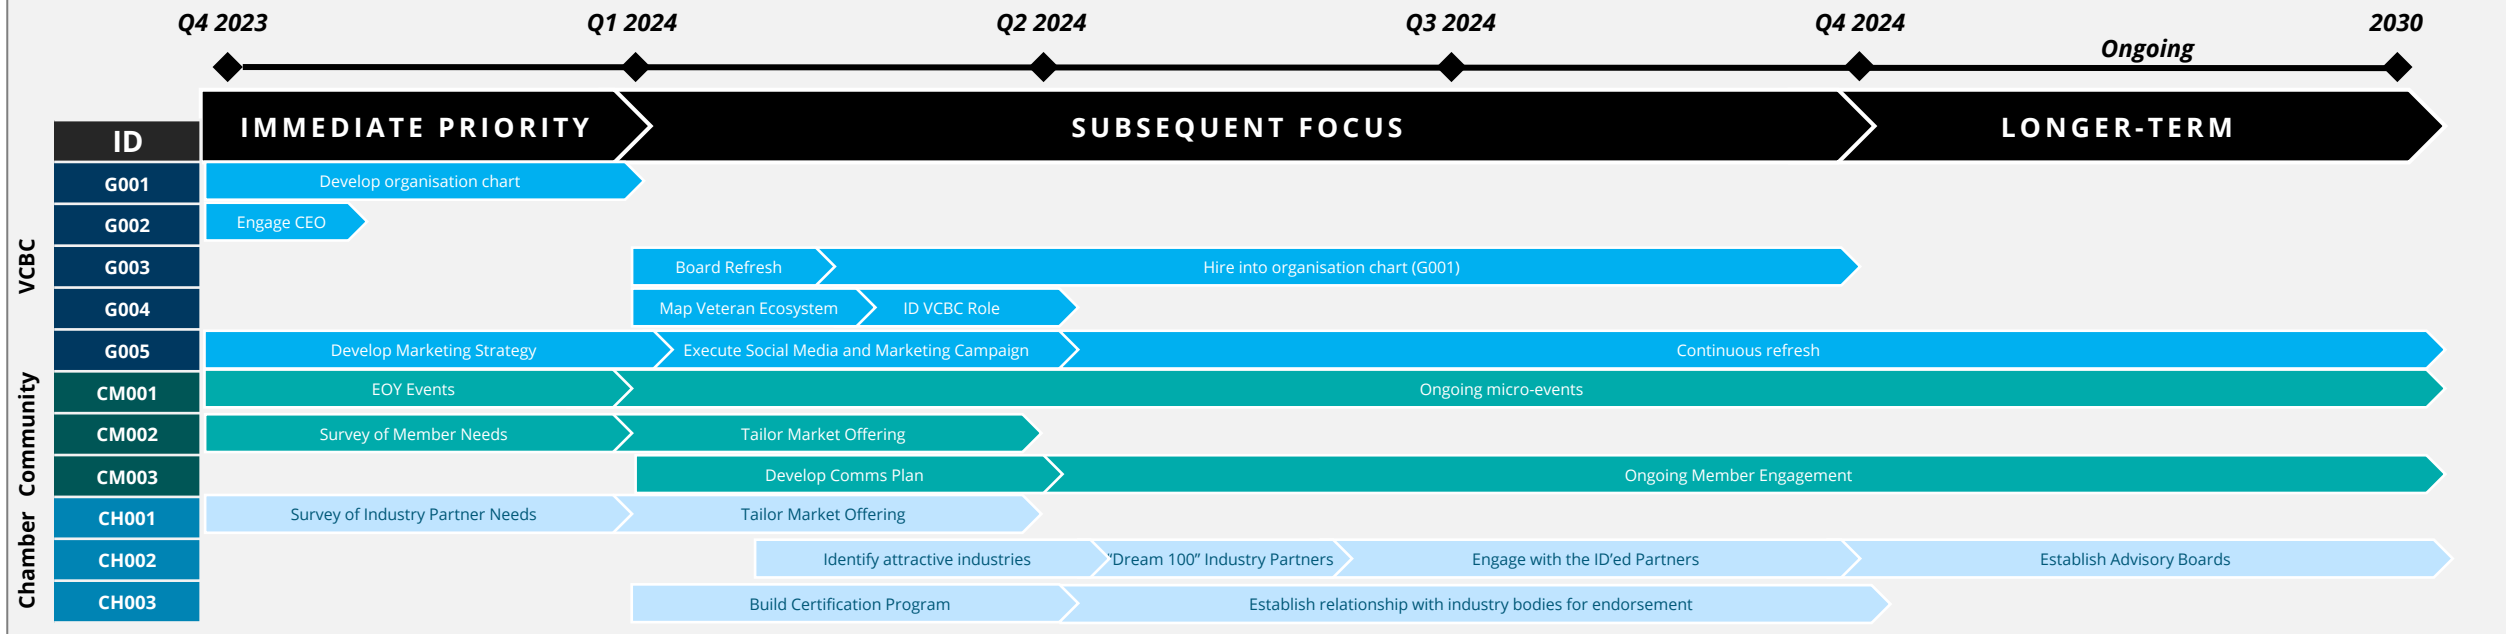 Q4 2023
Q1 2024
Q2 2024
Q3 2024
Q4 2024
2030
Ongoing
IMMEDIATE PRIORITY
SUBSEQUENT FOCUS
LONGER-TERM
ID
VCBC
G001
Develop organisation chart
G002
Engage CEO
G003
Board Refresh
Hire into organisation chart (G001)
G004
Map Veteran Ecosystem
ID VCBC Role
G005
Develop Marketing Strategy
Execute Social Media and Marketing Campaign
Continuous refresh
Community
CM001
EOY Events
Ongoing micro-events
CM002
Survey of Member Needs
Tailor Market Offering
CM003
Develop Comms Plan
Ongoing Member Engagement
Chamber
CH001
Survey of Industry Partner Needs
Tailor Market Offering
CH002
Identify attractive industries
“Dream 100” Industry Partners
Engage with the ID’ed Partners
Establish Advisory Boards
CH003
Build Certification Program
Establish relationship with industry bodies for endorsement